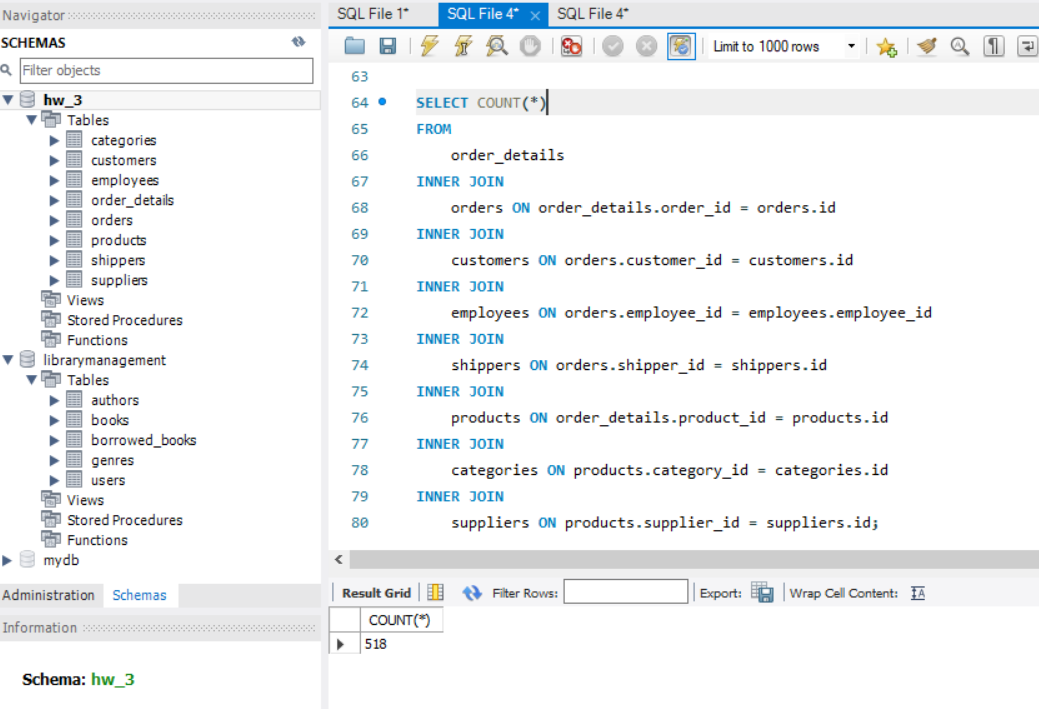 Navigator
SCHEMAS
Filter objects
hw_3
Tables
categories
customers
employees
order_details
orders
products
shippers
suppliers
Views
Stored Procedures
Functions
librarymanagement
Tables
authors
books
borrowed_books
genres
users
Views
Stored Procedures
Functions
mydb
Administration Schemas
Information
Schema: hw_3
SQL File 1* SQL File 4* SQL File 4*
Limit to 1000 rows
63
64 SELECT COUNT(*)
65 FROM
66 order_details
67 INNER JOIN
68 orders ON order_details.order_id = orders.id
69 INNER JOIN
70 customers ON orders.customer_id = customers.id
71 INNER JOIN
72 employees ON orders.employee_id = employees.employee_id
73 INNER JOIN
74 shippers ON orders.shipper_id = shippers.id
75 INNER JOIN
76 products ON order_details.product_id = products.id
77 INNER JOIN
78 categories ON products.category_id = categories.id
79 INNER JOIN
80 suppliers ON products.supplier_id = suppliers.id;
Result Grid Filter Rows: Export: Wrap Cell Content:
COUNT(*)
518